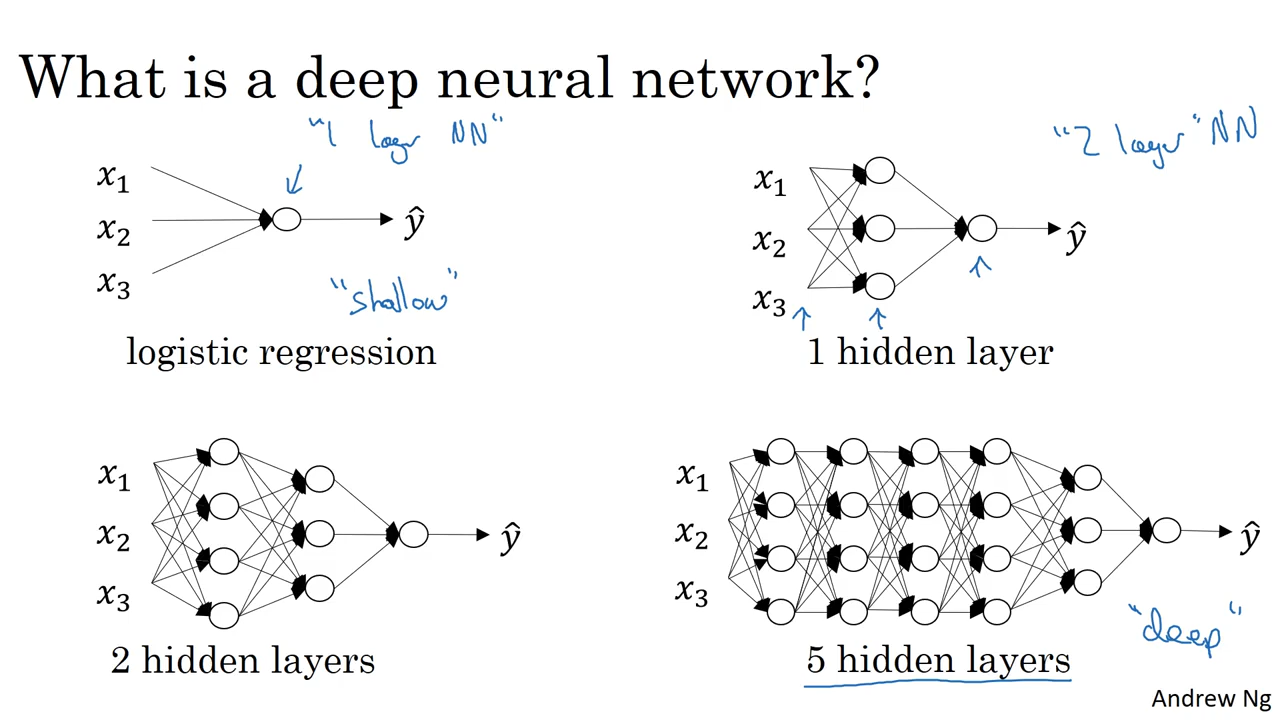 What is a deep neural network?
"1 layer NN"
x₁
x₂
x₃
ŷ
"shallow"
logistic regression
"2 layer" NN
x₁
x₂
x₃
ŷ
1 hidden layer
x₁
x₂
x₃
ŷ
2 hidden layers
x₁
x₂
x₃
ŷ
"deep"
5 hidden layers
Andrew Ng